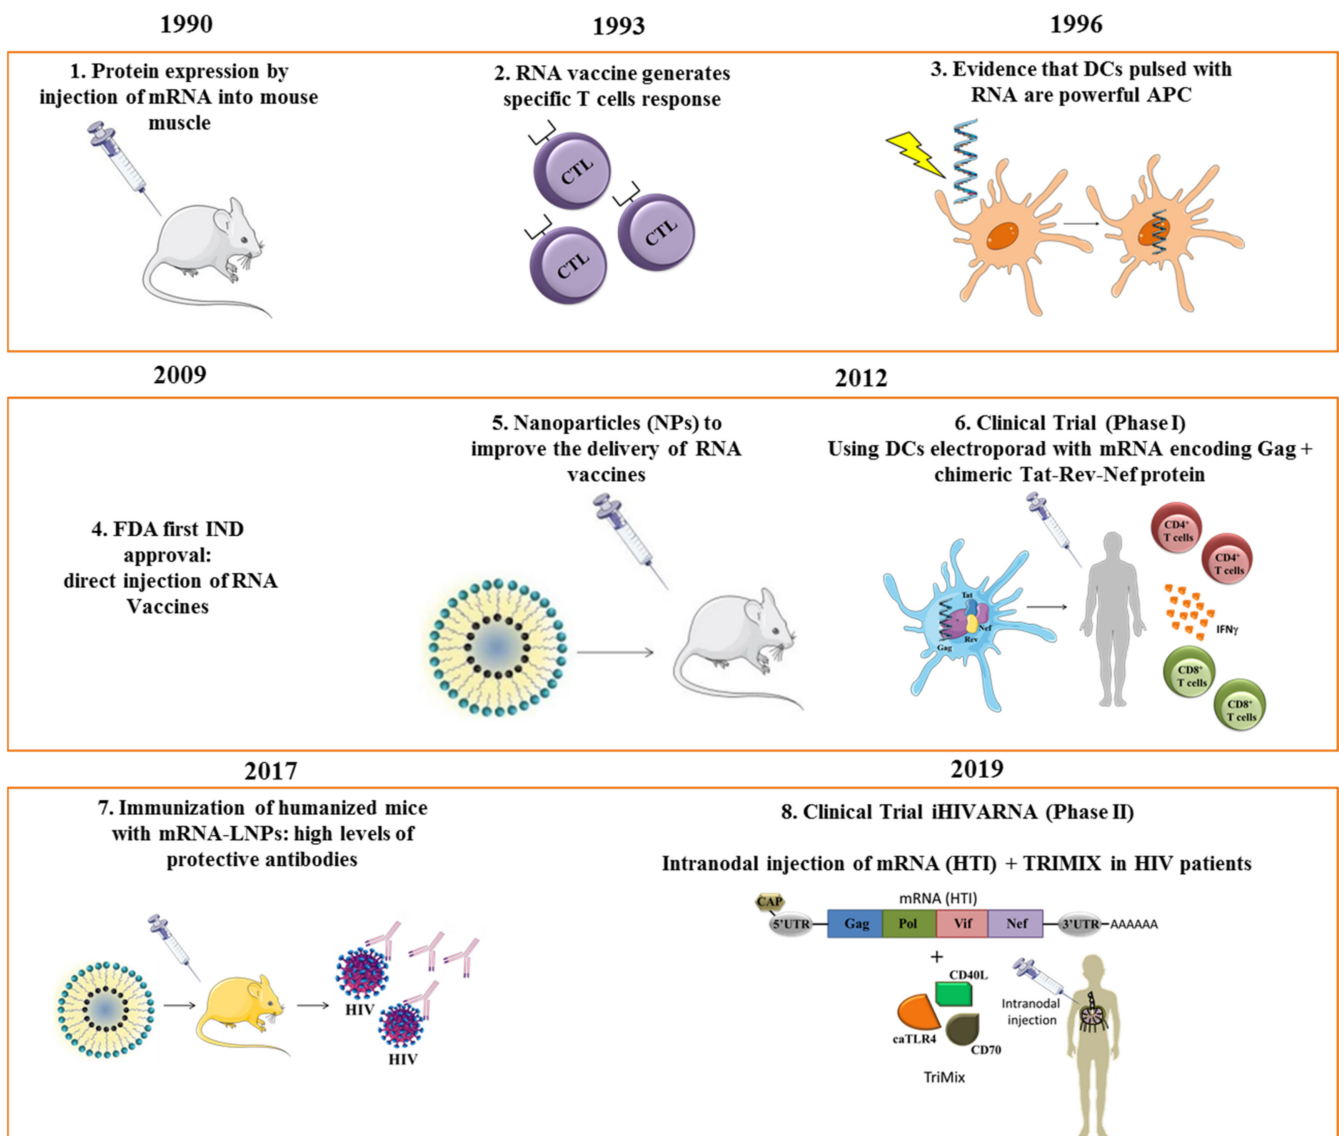 1990
1993
1996
1. Protein expression by
injection of mRNA into mouse
muscle
2. RNA vaccine generates
specific T cells response
CTL
CTL
CTL
3. Evidence that DCs pulsed with
RNA are powerful APC
2009
2012
4. FDA first IND
approval:
direct injection of RNA
Vaccines
5. Nanoparticles (NPs) to
improve the delivery of RNA
vaccines
6. Clinical Trial (Phase I)
Using DCs electroporad with mRNA encoding Gag +
chimeric Tat-Rev-Nef protein
Tat
Nef
Rev
Gag
CD4⁺
T cells
CD4⁺
T cells
IFNγ
CD8⁺
T cells
CD8⁺
T cells
2017
2019
7. Immunization of humanized mice
with mRNA-LNPs: high levels of
protective antibodies
HIV
HIV
8. Clinical Trial iHIVARNA (Phase II)
Intranodal injection of mRNA (HTI) + TRIMIX in HIV patients
mRNA (HTI)
CAP
5'UTR Gag Pol Vif Nef 3'UTR AAAAAA
+
CD40L
caTLR4
CD70
TriMix
Intranodal
injection